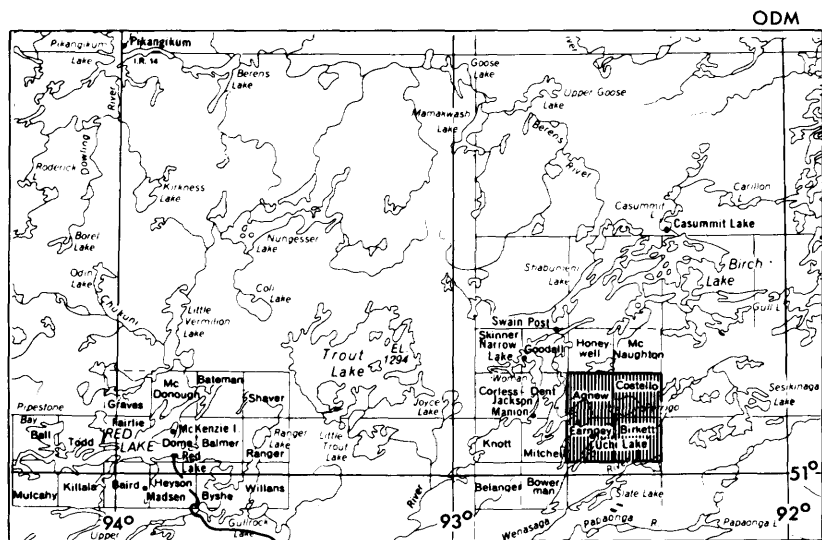 ODM
Pikangikum
Lake
Pikangikum
I.R. 14
River
Berens
Lake
Goose
Lake
Upper Goose
Lake
Mamakwash
Lake
Berens
River
River
Dowling
Roderick
L
Kirkness
Lake
Casummit
L
Carillon
L
Casummit Lake
Borel
Lake
Nungesser
Lake
Shabumeni
Lake
Birch
Lake
Odin
Lake
Coli
Lake
Chukuni
Little
Vermilion
Lake
Gull L
Swain Post
Trout
Lake
EL
1294
Skinner
Narrow
Lake
Goodall
Honey-
well
Mc
Naughton
Mc
Donough
Bateman
Woman
Costello
Sesikinaga
Lake
Graves
Shaver
Joyce
Lake
Corless
Jackson
Manion
Dent
Agnew
Pipestone
Bay
Fairlie
McKenzie I
Ranger
Lake
Ball
Todd
RED
LAKE
Dome
Balmer
Little
Trout
Lake
Knott
Mitchell
Earngey
Birkett
Uchi Lake
Red
Lake
Ranger
51°
Mulcahy
Killala
Baird
Heyson
Madsen
Byshe
Willans
River
Belanger
Bower-
man
River
Slate Lake
94°
93°
92°
Upper
Gullrock
Lake
Wenasaga
Papaonga
R.
Papaonga L